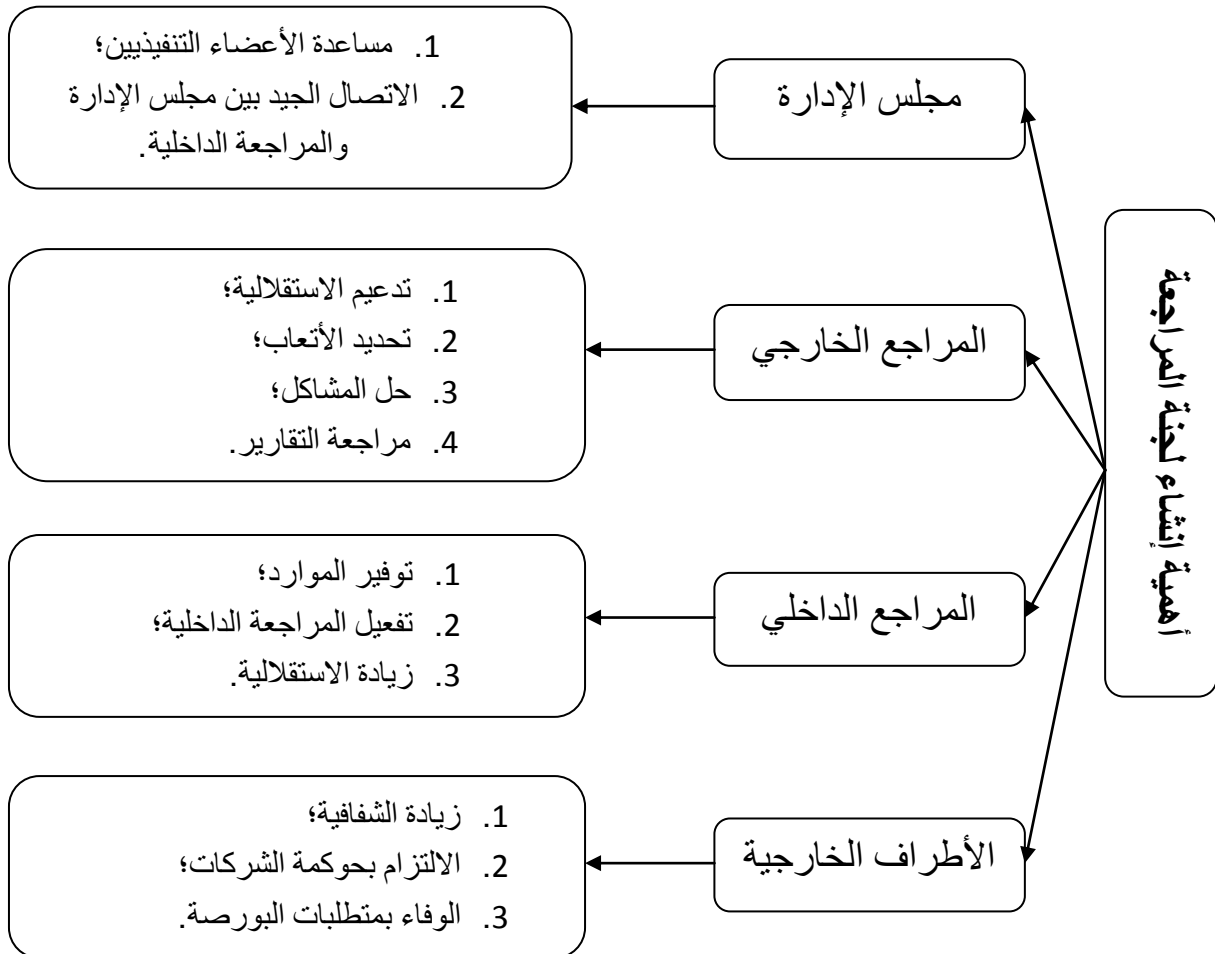 أهمية إنشاء لجنة المراجعة
مجلس الإدارة
1. مساعدة الأعضاء التنفيذيين؛
2. الاتصال الجيد بين مجلس الإدارة
والمراجعة الداخلية.
المراجع الخارجي
1. تدعيم الاستقلالية؛
2. تحديد الأتعاب؛
3. حل المشاكل؛
4. مراجعة التقارير.
المراجع الداخلي
1. توفير الموارد؛
2. تفعيل المراجعة الداخلية؛
3. زيادة الاستقلالية.
الأطراف الخارجية
1. زيادة الشفافية؛
2. الالتزام بحوكمة الشركات؛
3. الوفاء بمتطلبات البورصة.